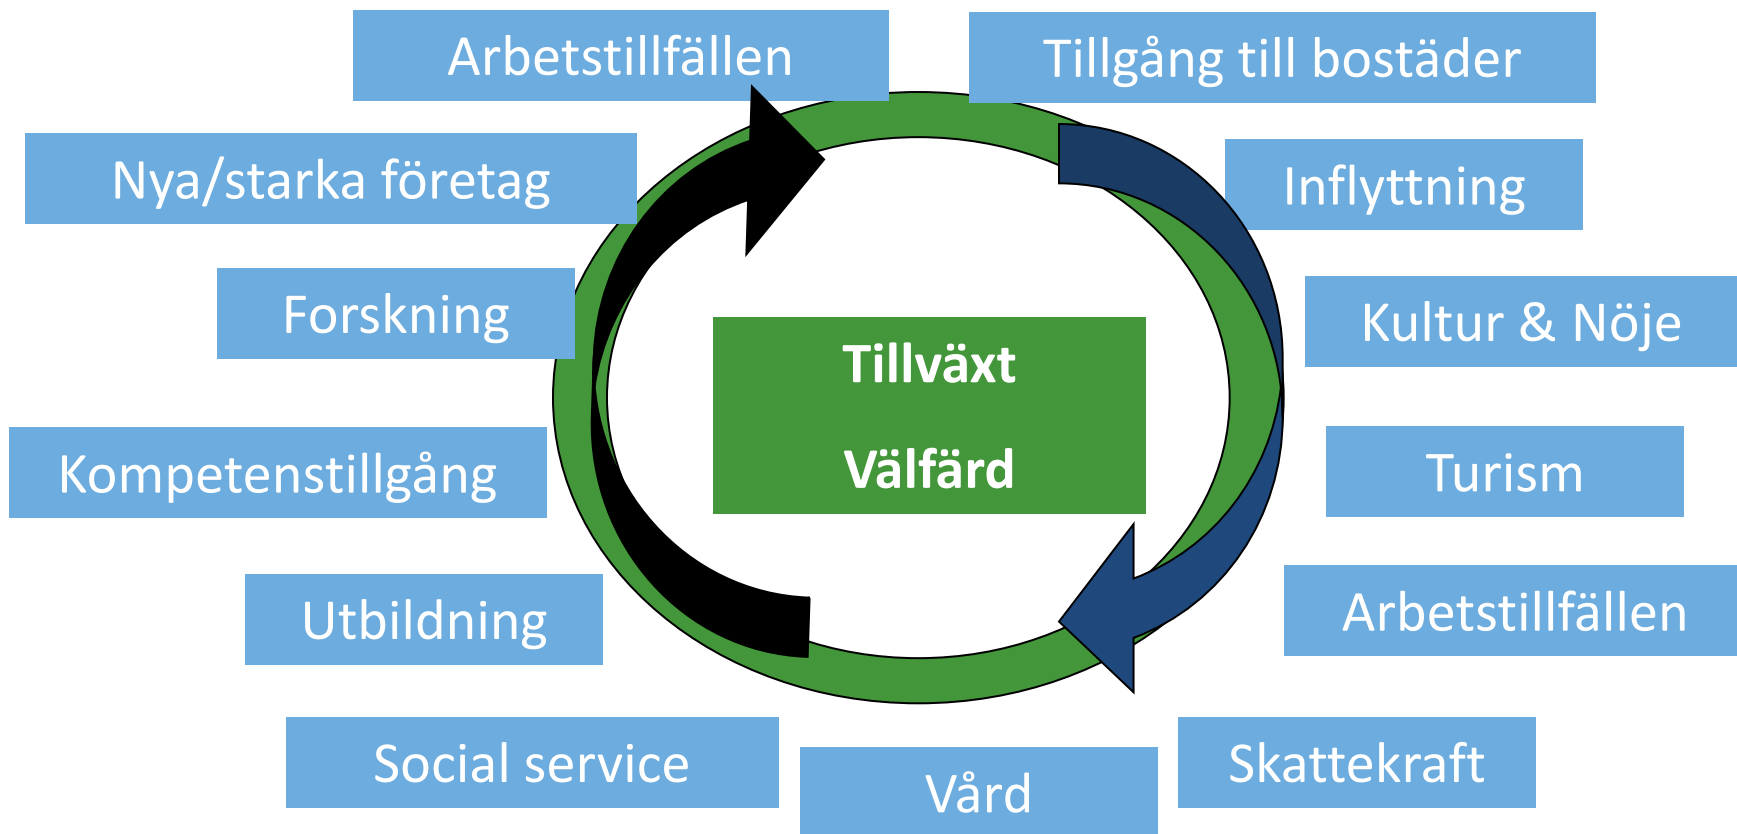 Arbetstillfällen
Tillgång till bostäder
Nya/starka företag
Inflyttning
Forskning
Kultur & Nöje
Tillväxt
Välfärd
Kompetenstillgång
Turism
Utbildning
Arbetstillfällen
Social service
Vård
Skattekraft